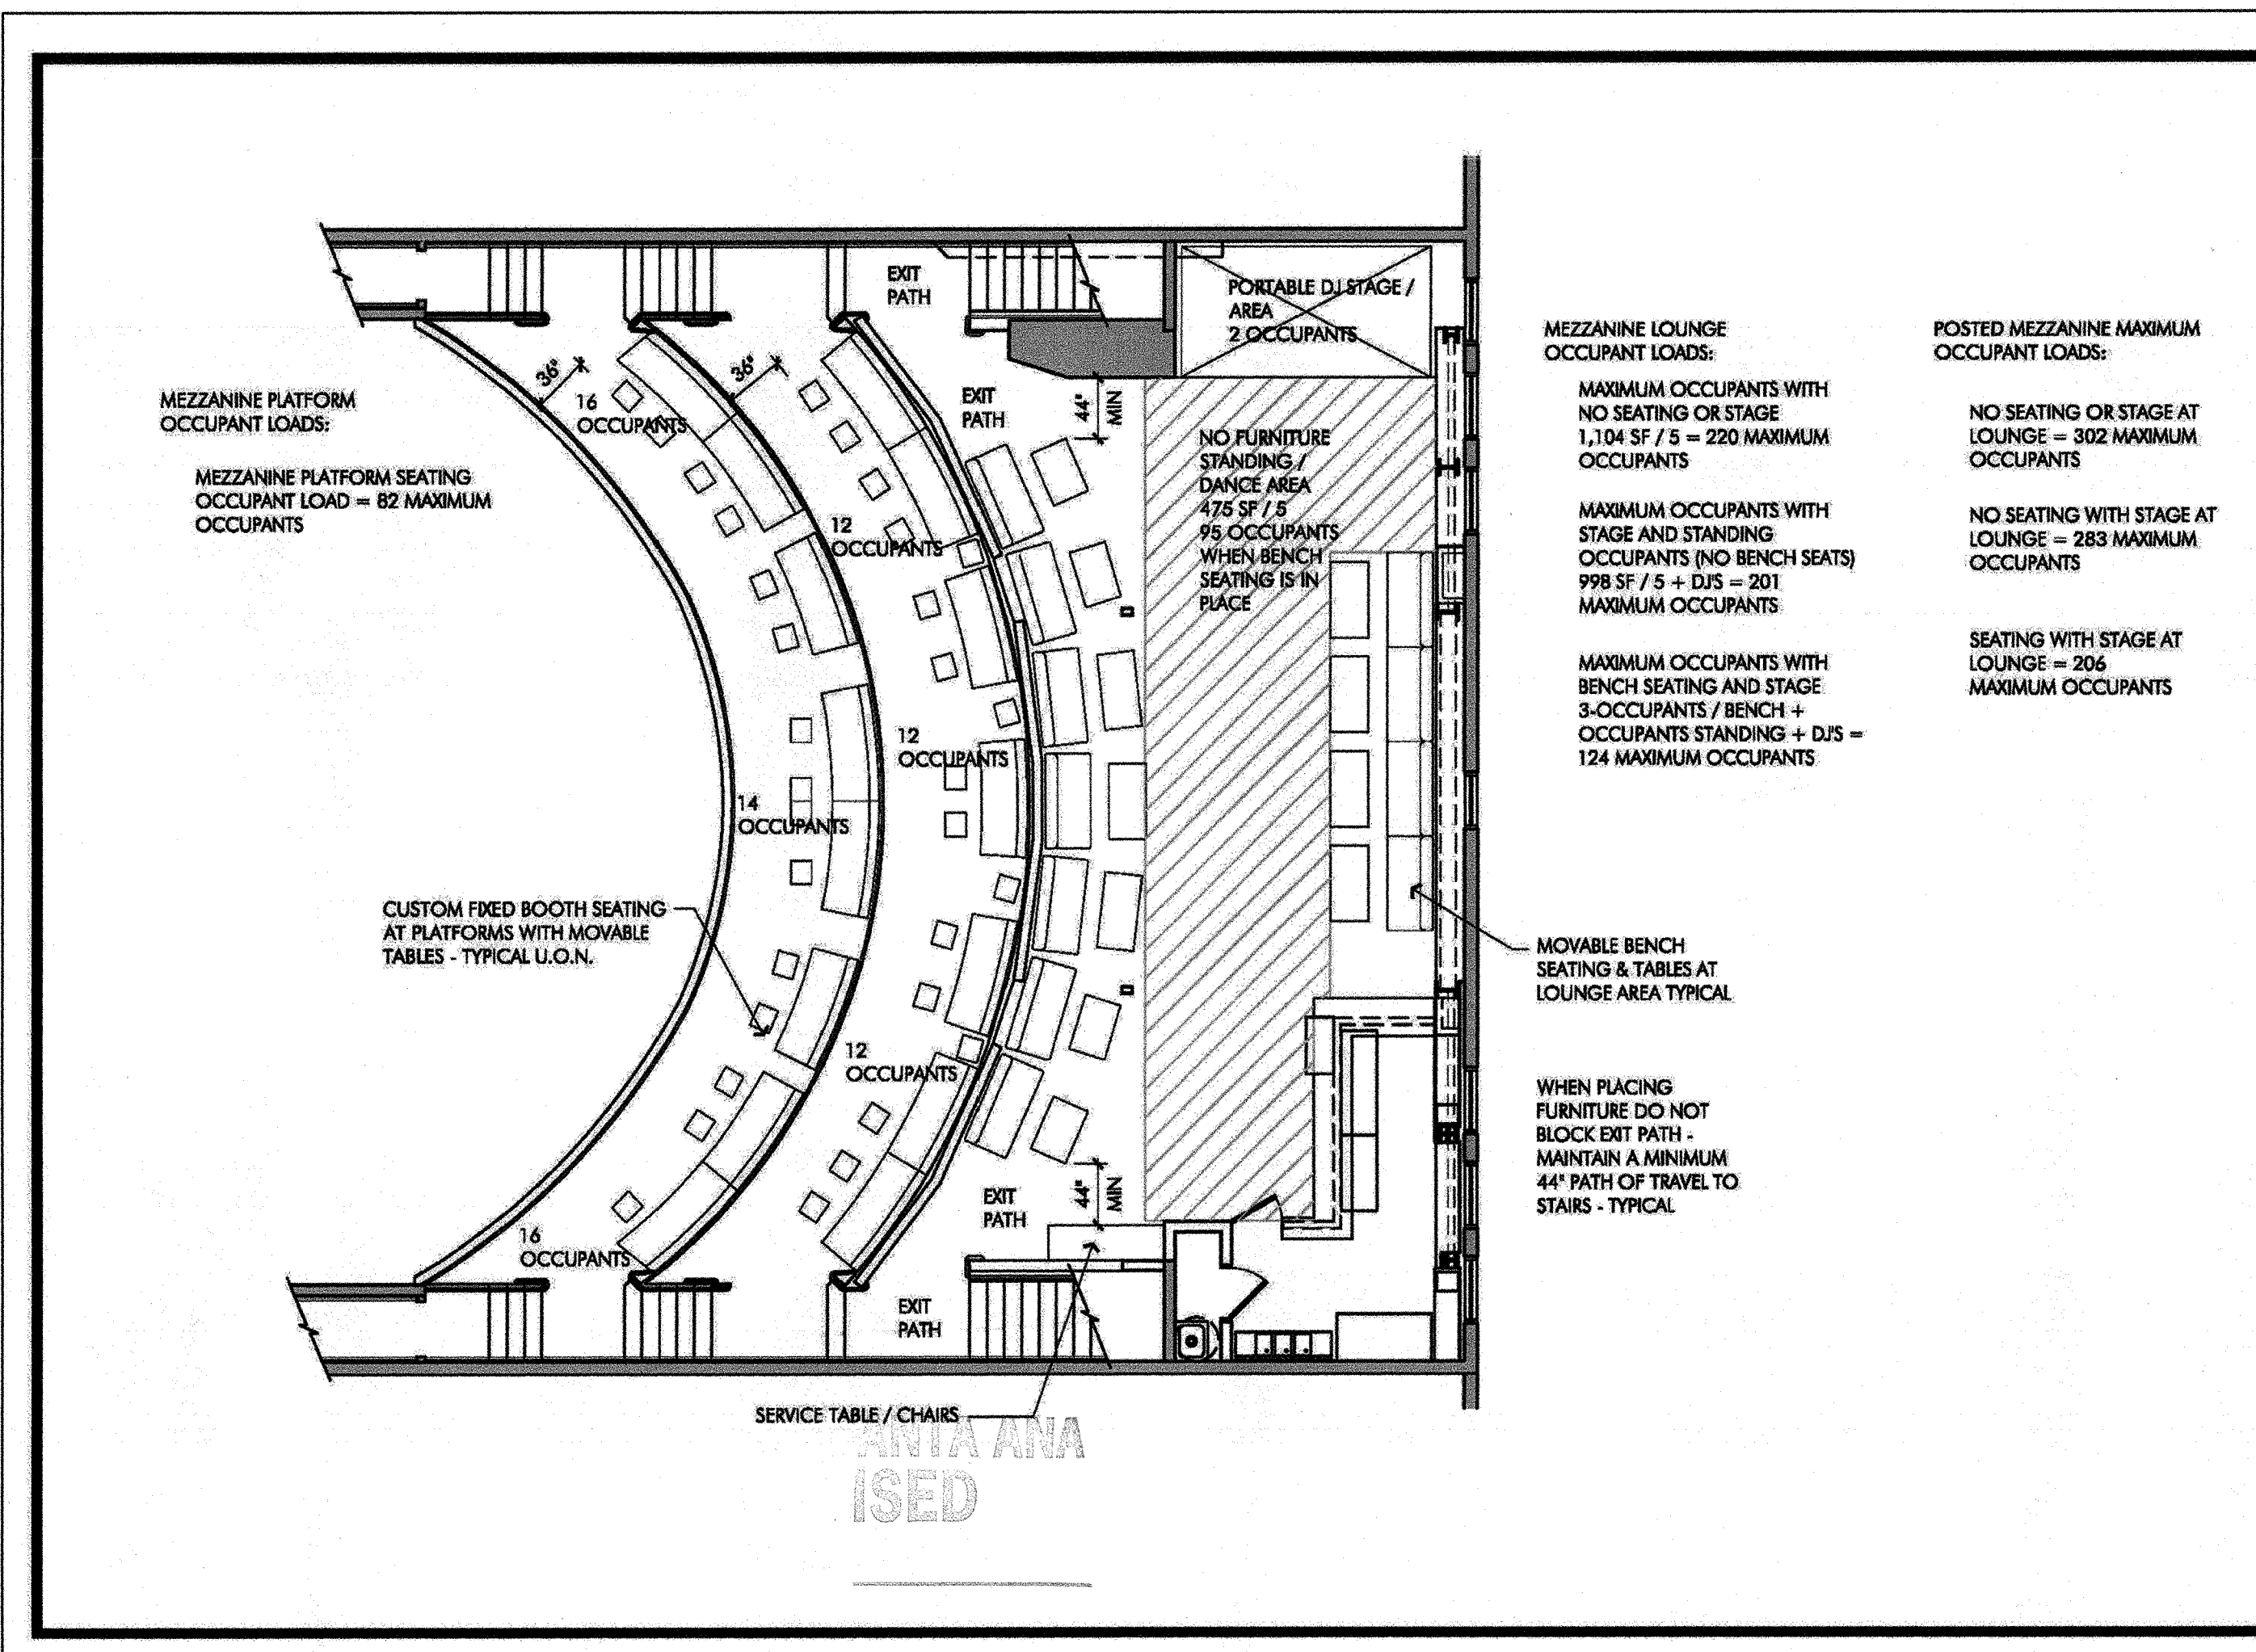 EXIT
PATH
PORTABLE DJ STAGE /
AREA
2 OCCUPANTS
MEZZANINE LOUNGE
OCCUPANT LOADS:
MAXIMUM OCCUPANTS WITH
NO SEATING OR STAGE
1,104 SF / 5 = 220 MAXIMUM
OCCUPANTS
MAXIMUM OCCUPANTS WITH
STAGE AND STANDING
OCCUPANTS (NO BENCH SEATS)
998 SF / 5 + DJ'S = 201
MAXIMUM OCCUPANTS
MAXIMUM OCCUPANTS WITH
BENCH SEATING AND STAGE
3-OCCUPANTS / BENCH +
OCCUPANTS STANDING + DJ'S =
124 MAXIMUM OCCUPANTS
POSTED MEZZANINE MAXIMUM
OCCUPANT LOADS:
NO SEATING OR STAGE AT
LOUNGE = 302 MAXIMUM
OCCUPANTS
NO SEATING WITH STAGE AT
LOUNGE = 283 MAXIMUM
OCCUPANTS
SEATING WITH STAGE AT
LOUNGE = 206
MAXIMUM OCCUPANTS
MEZZANINE PLATFORM
OCCUPANT LOADS:
MEZZANINE PLATFORM SEATING
OCCUPANT LOAD = 82 MAXIMUM
OCCUPANTS
36"
16
OCCUPANTS
36"
EXIT
PATH
44"
MIN
NO FURNITURE
STANDING /
DANCE AREA
475 SF / 5
95 OCCUPANTS
WHEN BENCH
SEATING IS IN
PLACE
12
OCCUPANTS
12
OCCUPANTS
14
OCCUPANTS
CUSTOM FIXED BOOTH SEATING
AT PLATFORMS WITH MOVABLE
TABLES - TYPICAL U.O.N.
MOVABLE BENCH
SEATING & TABLES AT
LOUNGE AREA TYPICAL
12
OCCUPANTS
WHEN PLACING
FURNITURE DO NOT
BLOCK EXIT PATH -
MAINTAIN A MINIMUM
44" PATH OF TRAVEL TO
STAIRS - TYPICAL
EXIT
PATH
44"
MIN
16
OCCUPANTS
EXIT
PATH
SERVICE TABLE / CHAIRS
ANTA ANA
ISED